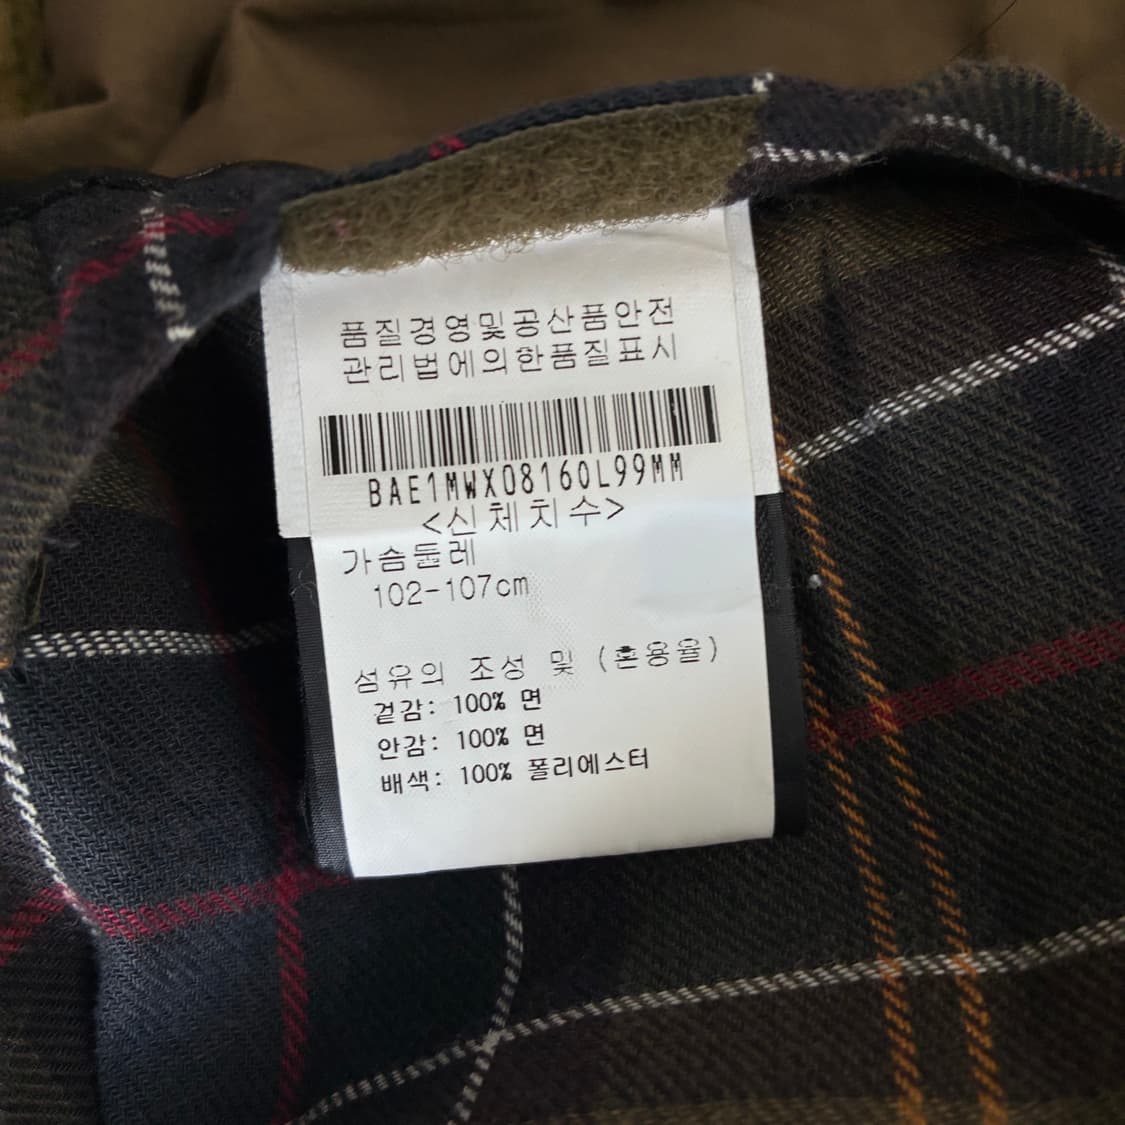 품질경영및공산품안전
관리법에의한품질표시
BAE1MWX08160L99MM
<신체치수>
가슴둘레
102-107cm
섬유의 조성 및 (혼용율)
겉감: 100% 면
안감: 100% 면
배색: 100% 폴리에스터